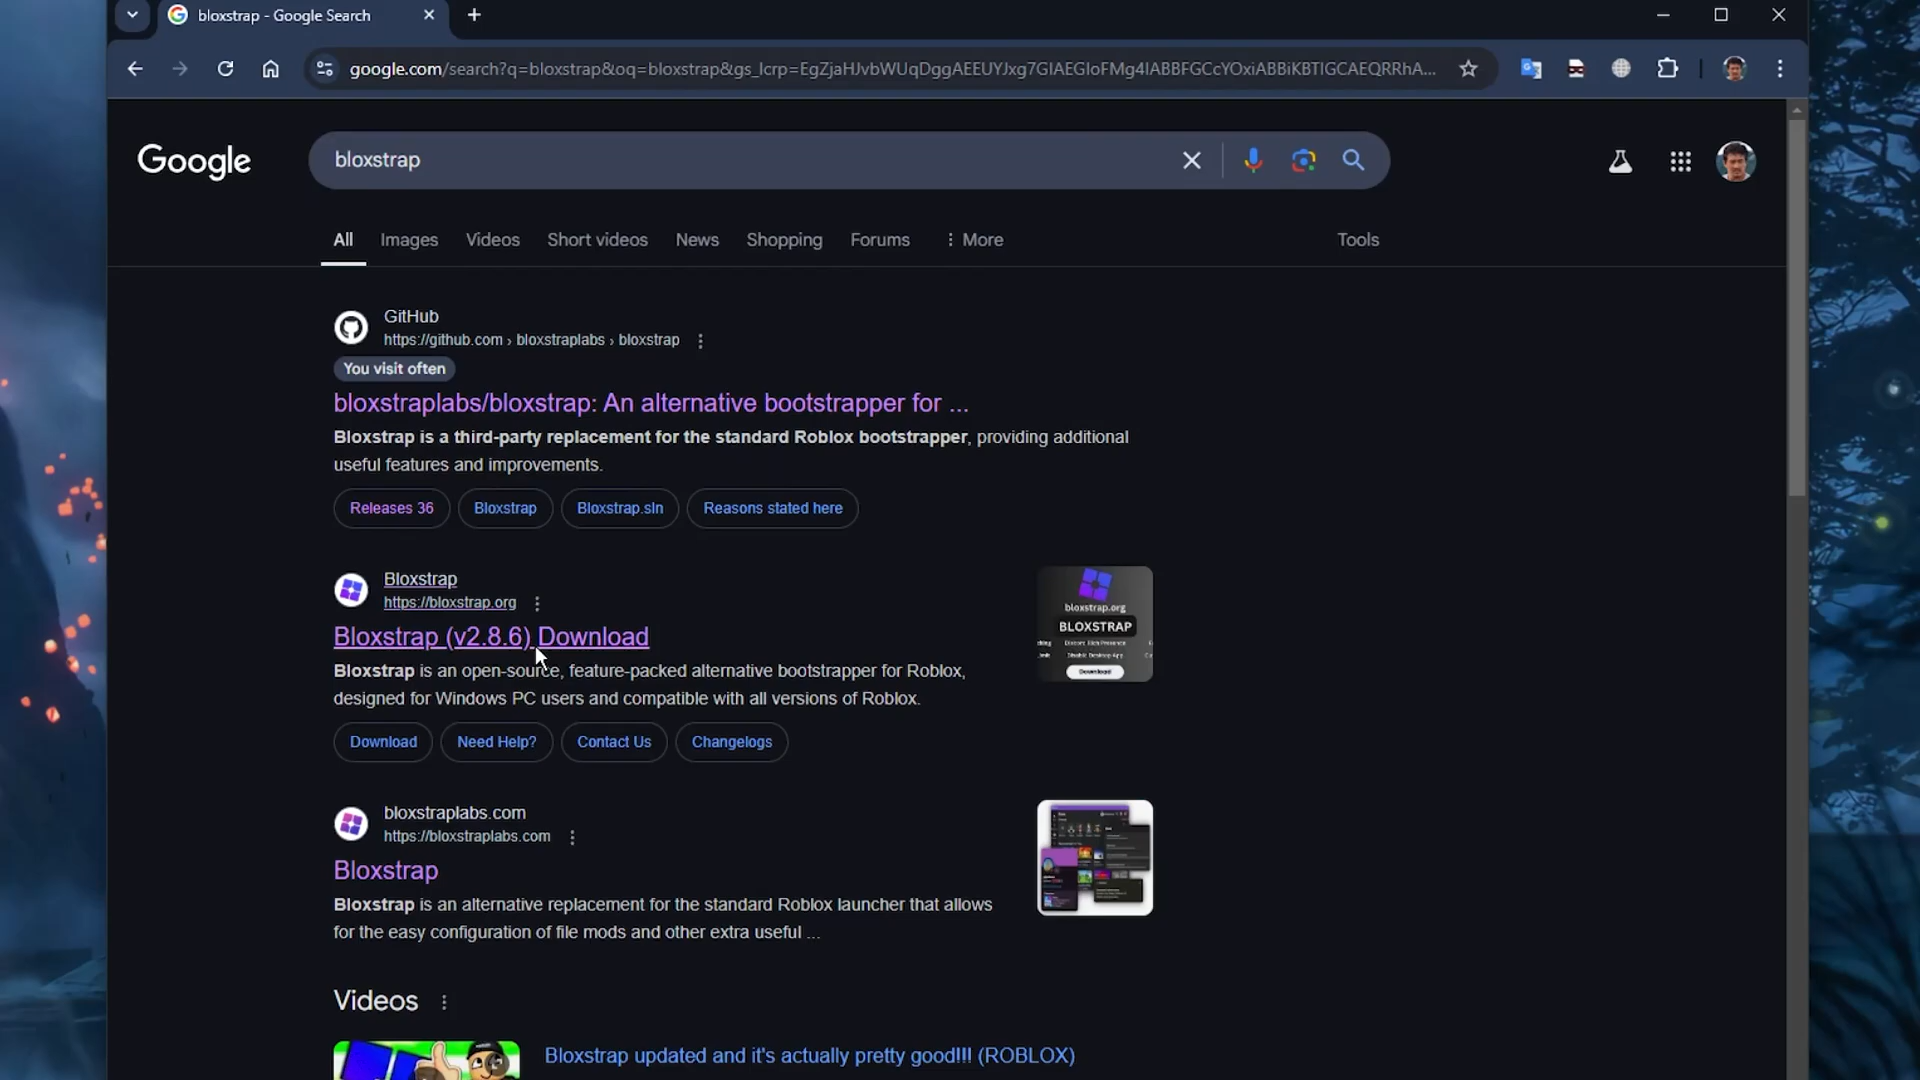 bloxstrap - Google Search
google.com/search?q=bloxstrap&oq=bloxstrap&gs_lcrp=
Google
bloxstrap
All
Images
Videos
Short videos
News
Shopping
Forums
More
Tools
GitHub
https://github.com › bloxstraplabs › bloxstrap
You visit often
bloxstraplabs/bloxstrap: An alternative bootstrapper for ...
Bloxstrap is a third-party replacement for the standard Roblox bootstrapper, providing additional
useful features and improvements.
Releases 36
Bloxstrap
Bloxstrap.sln
Reasons stated here
Bloxstrap
https://bloxstrap.org
Bloxstrap (v2.8.6) Download
Bloxstrap is an open-source, feature-packed alternative bootstrapper for Roblox,
designed for Windows PC users and compatible with all versions of Roblox.
bloxstrap.org
BLOXSTRAP
Discord Rich Presence
Disable Desktop App
Download
Download
Need Help?
Contact Us
Changelogs
bloxstraplabs.com
https://bloxstraplabs.com
Bloxstrap
Bloxstrap is an alternative replacement for the standard Roblox launcher that allows
for the easy configuration of file mods and other extra useful ...
Videos
Bloxstrap updated and it's actually pretty good!!! (ROBLOX)